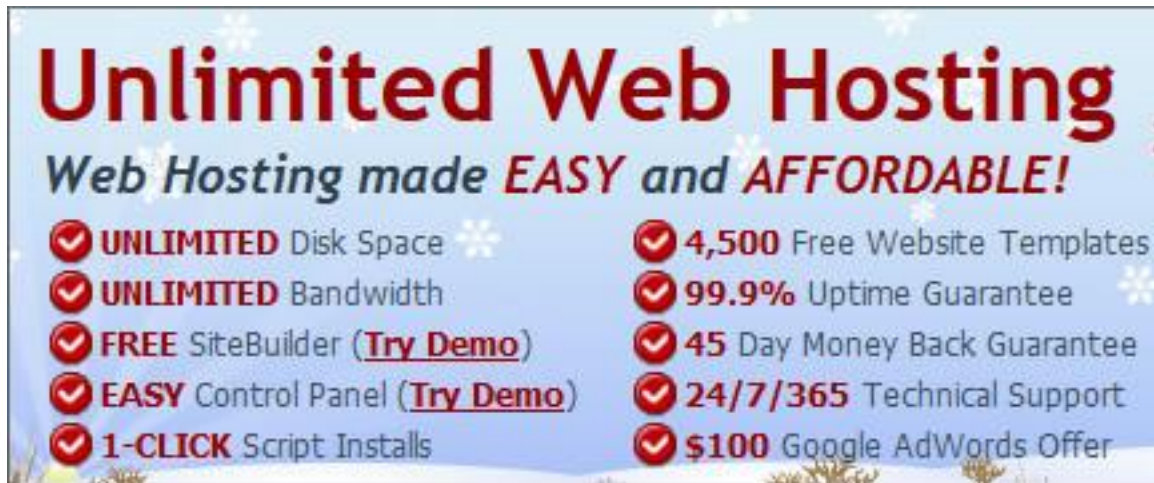 Unlimited Web Hosting
Web Hosting made EASY and AFFORDABLE!
UNLIMITED Disk Space
UNLIMITED Bandwidth
FREE SiteBuilder (Try Demo)
EASY Control Panel (Try Demo)
1-CLICK Script Installs
4,500 Free Website Templates
99.9% Uptime Guarantee
45 Day Money Back Guarantee
24/7/365 Technical Support
$100 Google AdWords Offer